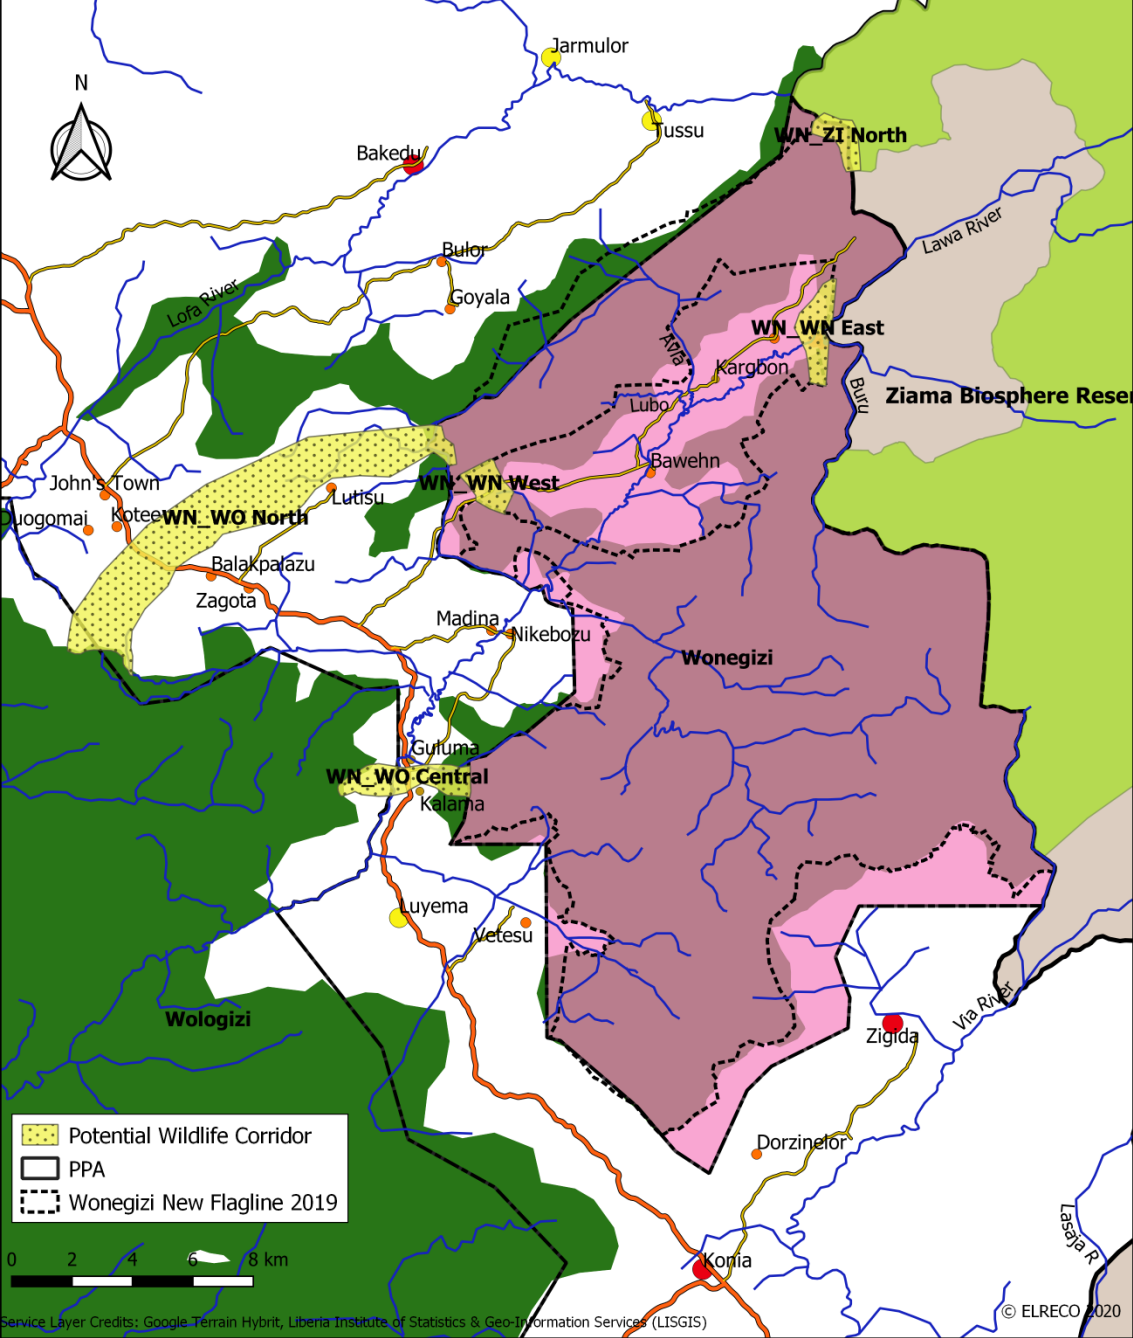 Jarmulor
N
Tussu
WN_ZI North
Bakedu
Lawa River
Bulor
Goyala
Lofa River
WN_WN East
Avia
Kargbon
Buru
Ziama Biosphere Reser
Lubo
Bawehn
John's Town
WN_WN West
Lutisu
Duogomai
Kotee
WN_WO North
Balakpalazu
Zagota
Madina
Nikebozu
Wonegizi
Guluma
WN_WO Central
Kalama
Luyema
Vetesu
Wologizi
Via River
Zigida
Potential Wildlife Corridor
Dorzinelor
PPA
Wonegizi New Flagline 2019
Lasaja R
0 2 4 6 8 km
Konia
© ELRECO 2020
Service Layer Credits: Google Terrain Hybrit, Liberia Institute of Statistics & Geo-Information Services (LISGIS)